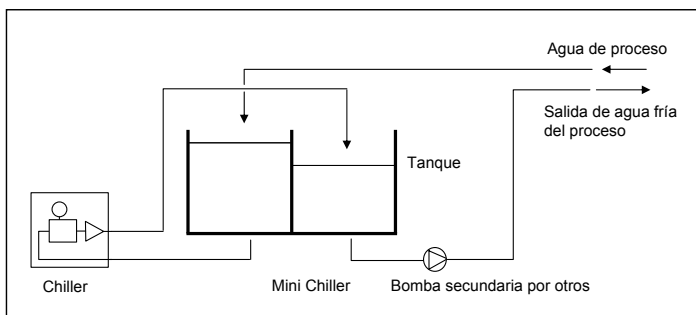 Agua de proceso
Salida de agua fría
del proceso
Tanque
Chiller
Mini Chiller
Bomba secundaria por otros